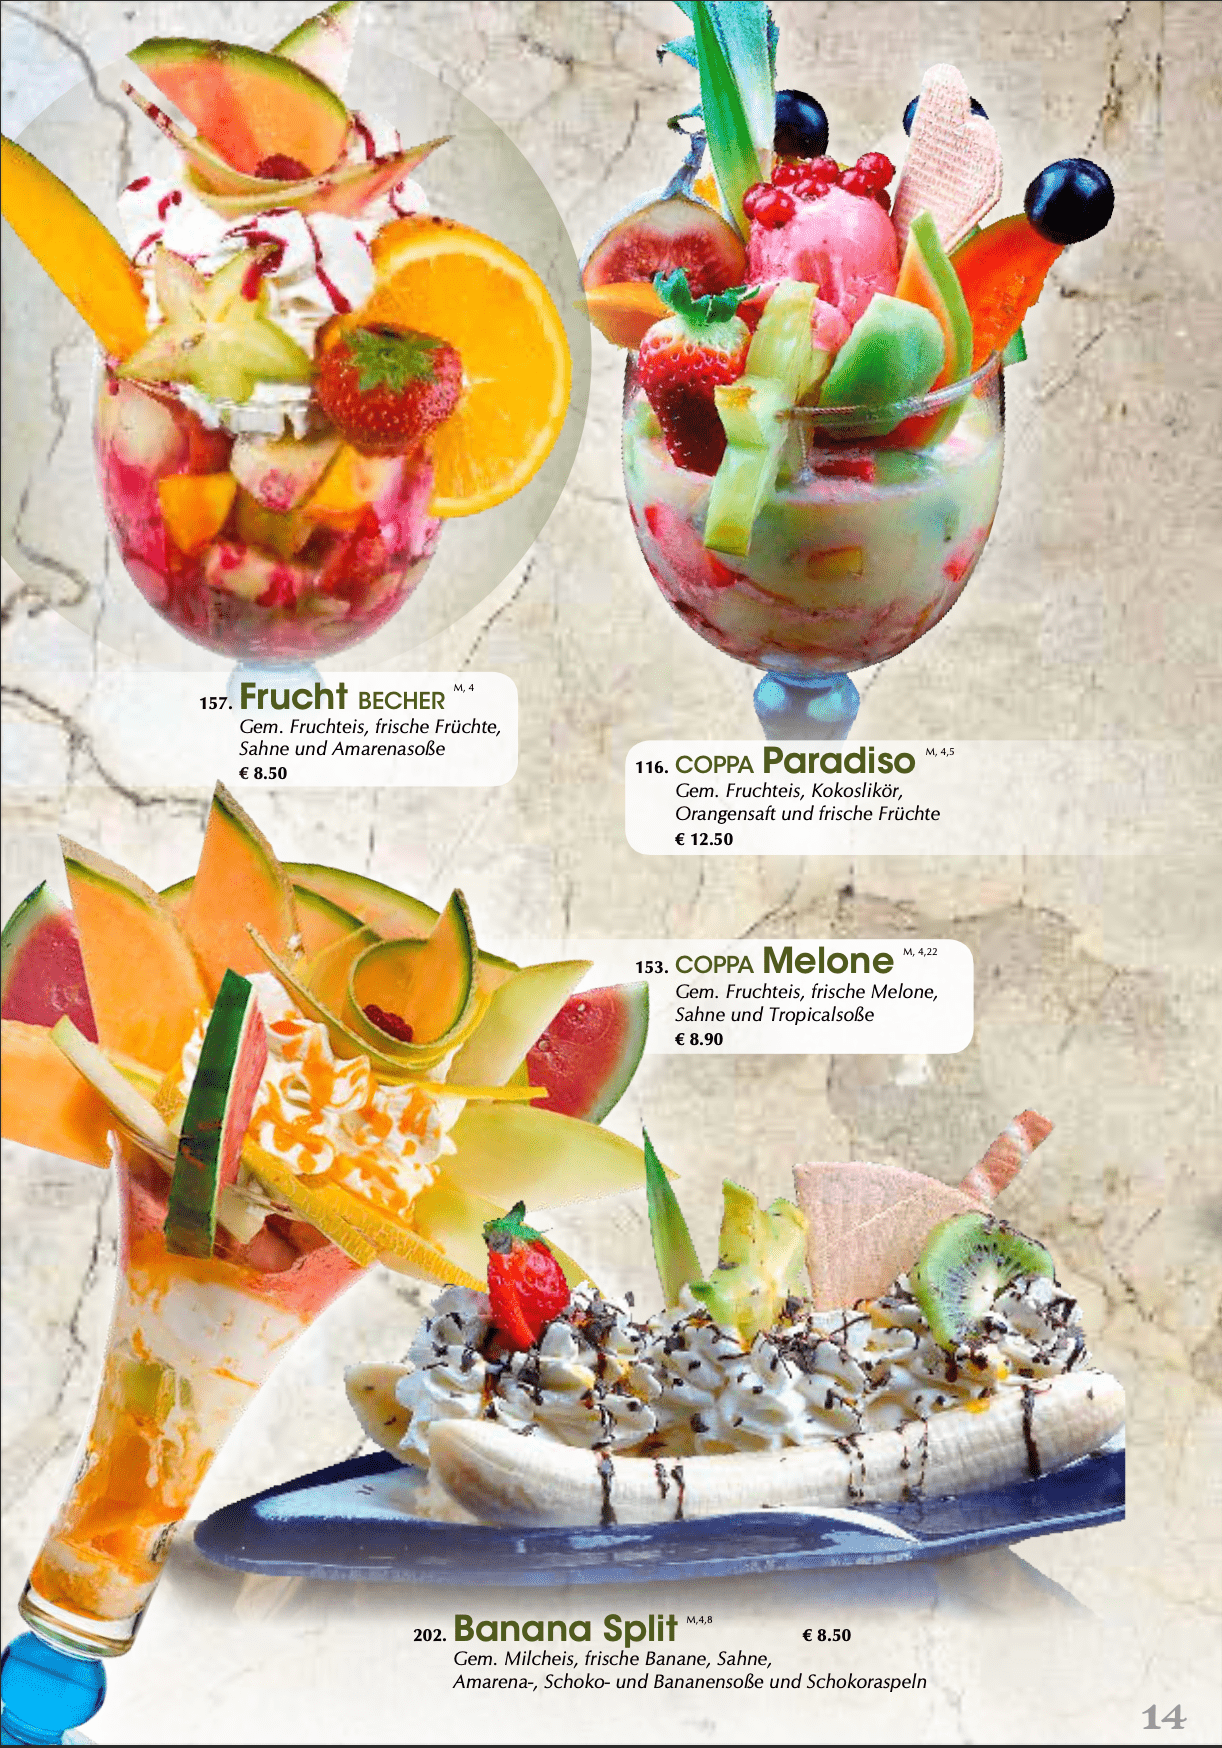 157. Frucht BECHER M, 4
Gem. Fruchteis, frische Früchte,
Sahne und Amarenasoße
€ 8.50
116. COPPA Paradiso M, 4,5
Gem. Fruchteis, Kokoslikör,
Orangensaft und frische Früchte
€ 12.50
153. COPPA Melone M, 4,22
Gem. Fruchteis, frische Melone,
Sahne und Tropicalsoße
€ 8.90
202. Banana Split M,4,8 € 8.50
Gem. Milcheis, frische Banane, Sahne,
Amarena-, Schoko- und Bananensoße und Schokoraspeln
14